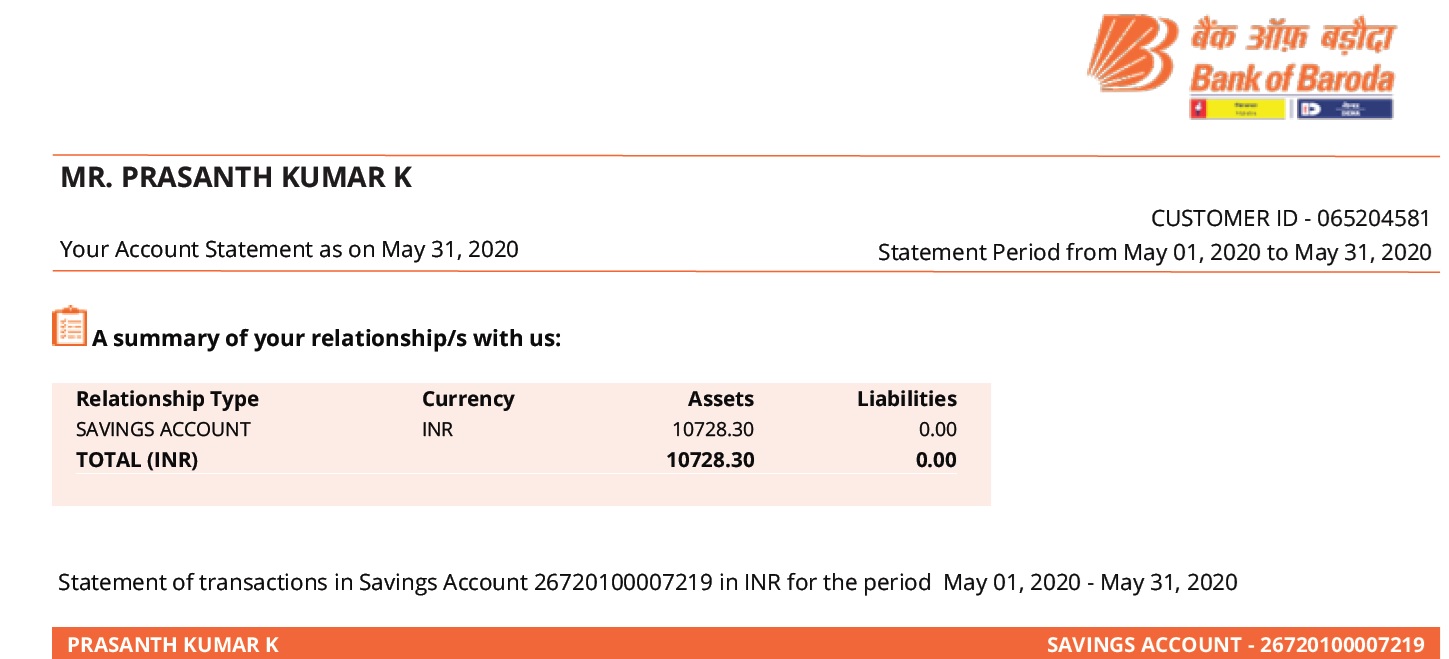 बैंक ऑफ़ बड़ौदा
Bank of Baroda
MR. PRASANTH KUMAR K
CUSTOMER ID - 065204581
Your Account Statement as on May 31, 2020
Statement Period from May 01, 2020 to May 31, 2020
A summary of your relationship/s with us:
Relationship Type Currency Assets Liabilities
SAVINGS ACCOUNT INR 10728.30 0.00
TOTAL (INR) 10728.30 0.00
Statement of transactions in Savings Account 26720100007219 in INR for the period May 01, 2020 - May 31, 2020
PRASANTH KUMAR K SAVINGS ACCOUNT - 26720100007219